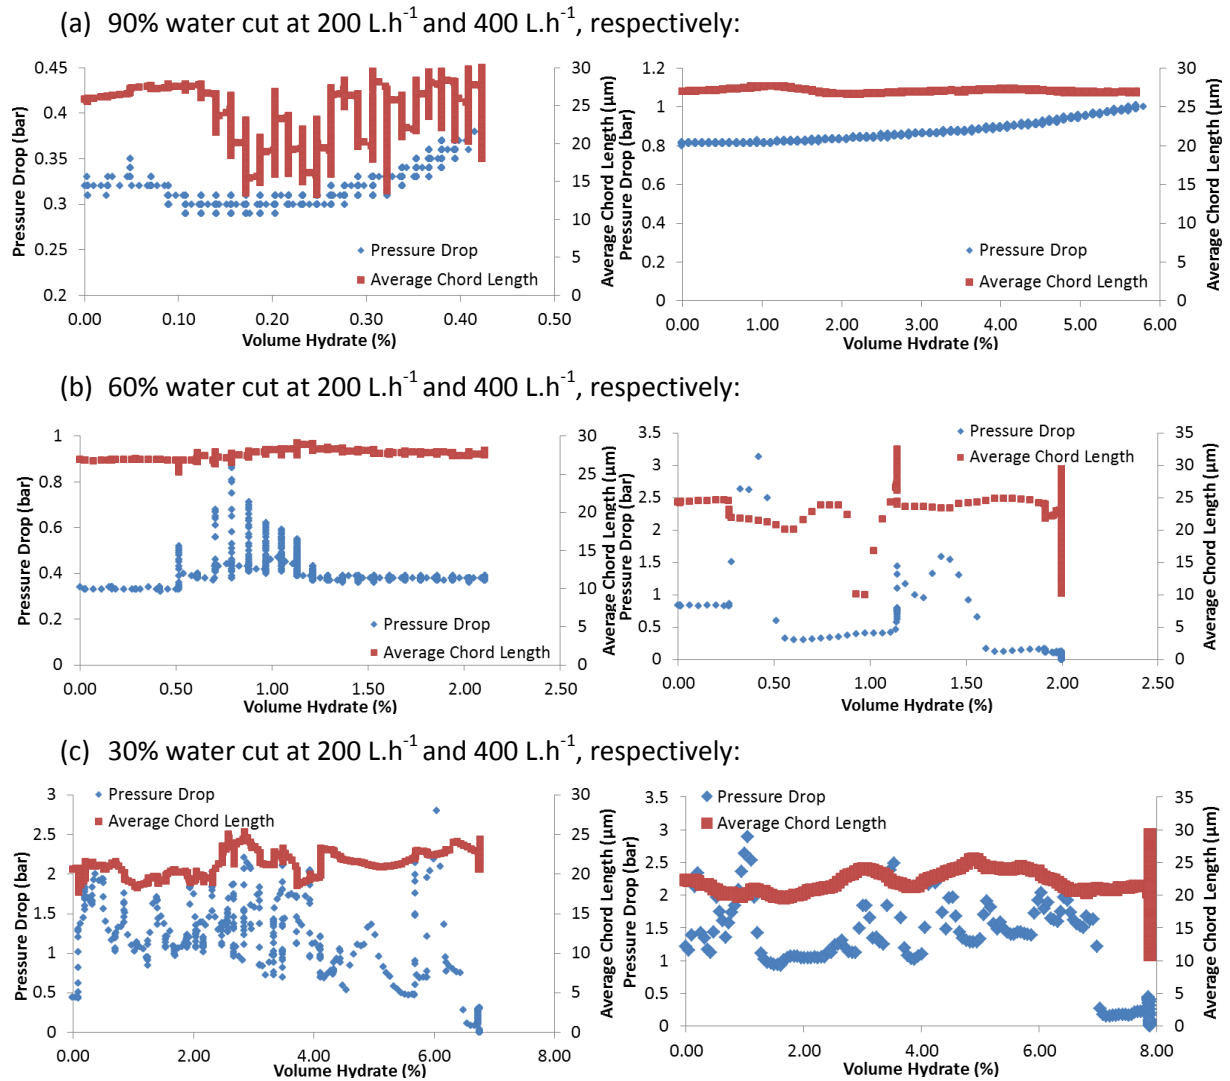 (a) 90% water cut at 200 L.h-1 and 400 L.h-1, respectively:
0.45
0.4
0.35
0.3
0.25
0.2
Pressure Drop (bar)
0.00 0.10 0.20 0.30 0.40 0.50
Volume Hydrate (%)
30
25
20
15
10
5
0
Average Chord Length (µm)
Pressure Drop
Average Chord Length
1.2
1
0.8
0.6
0.4
0.2
0
Pressure Drop (bar)
0.00 1.00 2.00 3.00 4.00 5.00 6.00
Volume Hydrate (%)
30
25
20
15
10
5
0
Average Chord Length (µm)
Pressure Drop
Average Chord Length
(b) 60% water cut at 200 L.h-1 and 400 L.h-1, respectively:
1
0.8
0.6
0.4
0.2
0
Pressure Drop (bar)
0.00 0.50 1.00 1.50 2.00 2.50
Volume Hydrate (%)
30
25
20
15
10
5
0
Average Chord Length (µm)
Pressure Drop
Average Chord Length
3.5
3
2.5
2
1.5
1
0.5
0
Pressure Drop (bar)
0.00 0.50 1.00 1.50 2.00 2.50
Volume Hydrate (%)
35
30
25
20
15
10
5
0
Average Chord Length (µm)
Pressure Drop
Average Chord Length
(c) 30% water cut at 200 L.h-1 and 400 L.h-1, respectively:
3
2.5
2
1.5
1
0.5
0
Pressure Drop (bar)
0.00 2.00 4.00 6.00 8.00
Volume Hydrate (%)
30
25
20
15
10
5
0
Average Chord Length (µm)
Pressure Drop
Average Chord Length
3.5
3
2.5
2
1.5
1
0.5
0
Pressure Drop (bar)
0.00 2.00 4.00 6.00 8.00
Volume Hydrate (%)
35
30
25
20
15
10
5
0
Average Chord Length (µm)
Pressure Drop
Average Chord Length